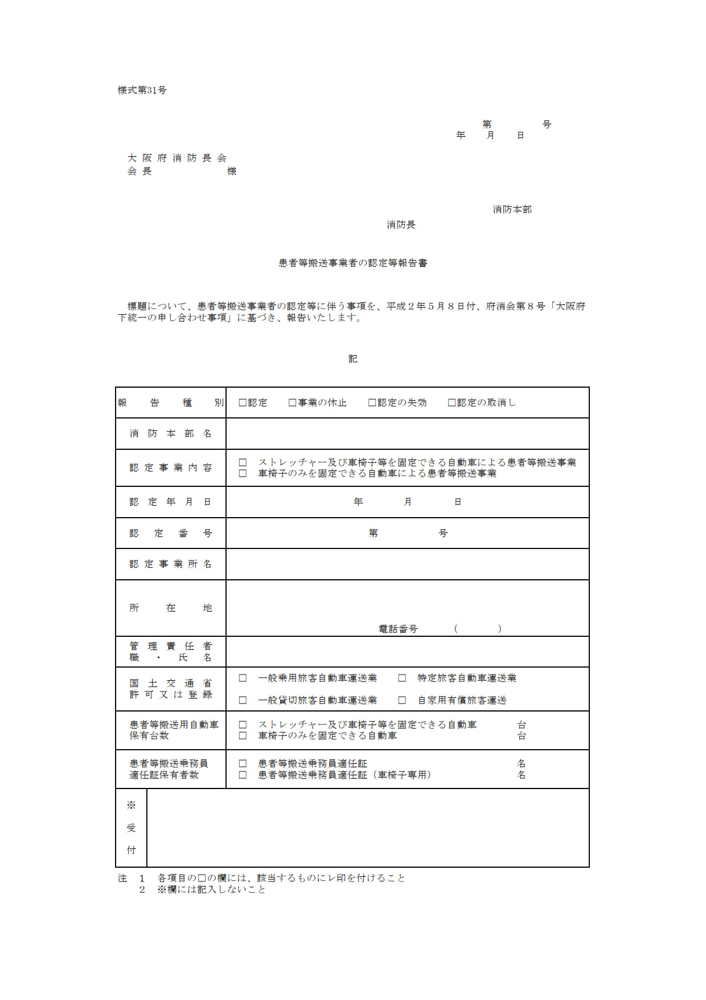 様式第31号
第　　　　　号
年　　月　　日
大阪府消防長会
会長　　　　　　　様
消防本部
消防長
患者等搬送事業者の認定等報告書
標題について、患者等搬送事業者の認定等に伴う事項を、平成２年５月８日付、府消会第８号「大阪府
下統一の申し合わせ事項」に基づき、報告いたします。
記
報告種別　□認定　　□事業の休止　　□認定の失効　　□認定の取消し
消防本部名
認定事業内容
□　ストレッチャー及び車椅子等を固定できる自動車による患者等搬送事業
□　車椅子のみを固定できる自動車による患者等搬送事業
認定年月日　　年　　　　月　　　　日
認定番号　　第　　　　　　号
認定事業所名
所在地
電話番号　　　（　　　　）
管理責任者
職・氏名
国土交通省
許可又は登録
□　一般乗用旅客自動車運送業　　□　特定旅客自動車運送業
□　一般貸切旅客自動車運送業　　□　自家用有償旅客運送
患者等搬送用自動車
保有台数
□　ストレッチャー及び車椅子等を固定できる自動車　　　　台
□　車椅子のみを固定できる自動車　　　　台
患者等搬送乗務員
適任証保有者数
□　患者等搬送乗務員適任証　　　　名
□　患者等搬送乗務員適任証（車椅子専用）　　　　名
※
受
付
注　１　各項目の□の欄には、該当するものにレ印を付けること
２　※欄には記入しないこと